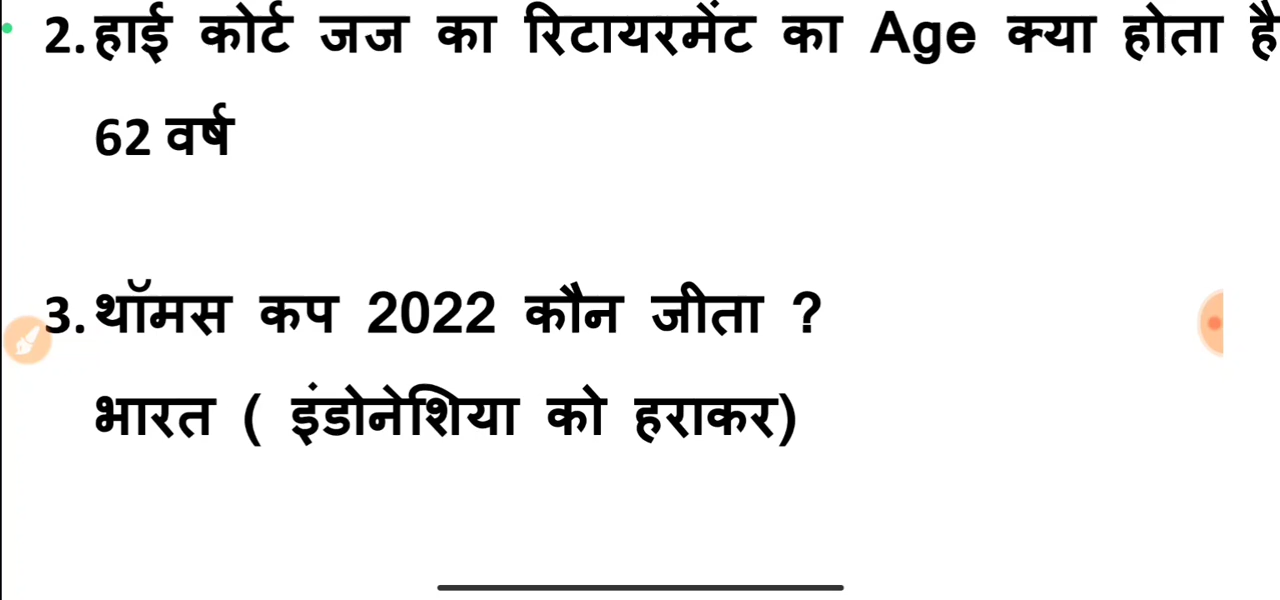 2. हाई कोर्ट जज का रिटायरमेंट का Age क्या होता है
62 वर्ष
3. थॉमस कप 2022 कौन जीता ?
भारत ( इंडोनेशिया को हराकर)